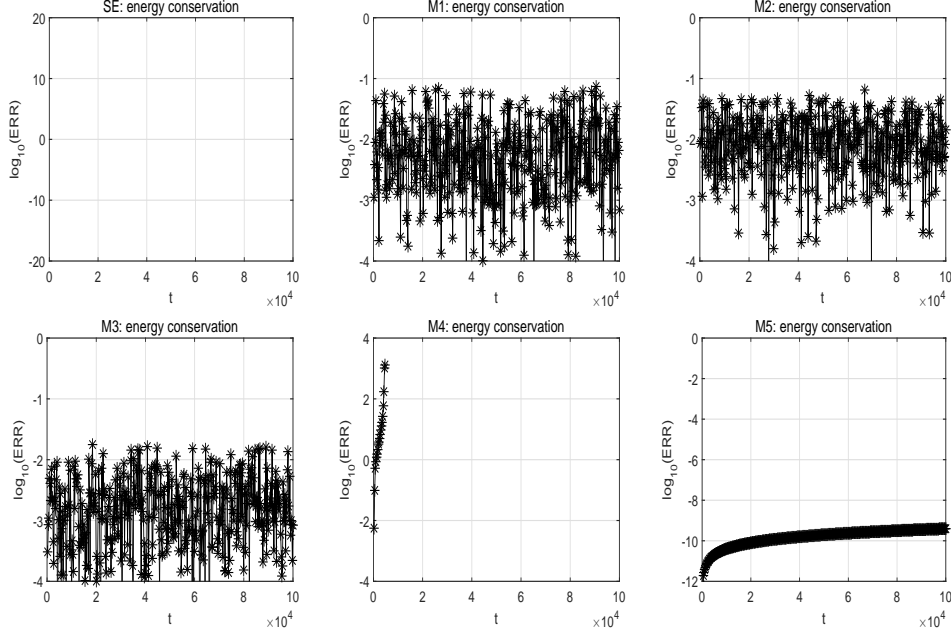 SE: energy conservation
M1: energy conservation
M2: energy conservation
20
10
0
-10
-20
log10(ERR)
0 2 4 6 8 10
×10^4
t
0
-1
-2
-3
-4
log10(ERR)
0 2 4 6 8 10
×10^4
t
0
-1
-2
-3
-4
log10(ERR)
0 2 4 6 8 10
×10^4
t
M3: energy conservation
M4: energy conservation
M5: energy conservation
0
-1
-2
-3
-4
log10(ERR)
0 2 4 6 8 10
×10^4
t
4
2
0
-2
-4
log10(ERR)
0 2 4 6 8 10
×10^4
t
0
-2
-4
-6
-8
-10
-12
log10(ERR)
0 2 4 6 8 10
×10^4
t